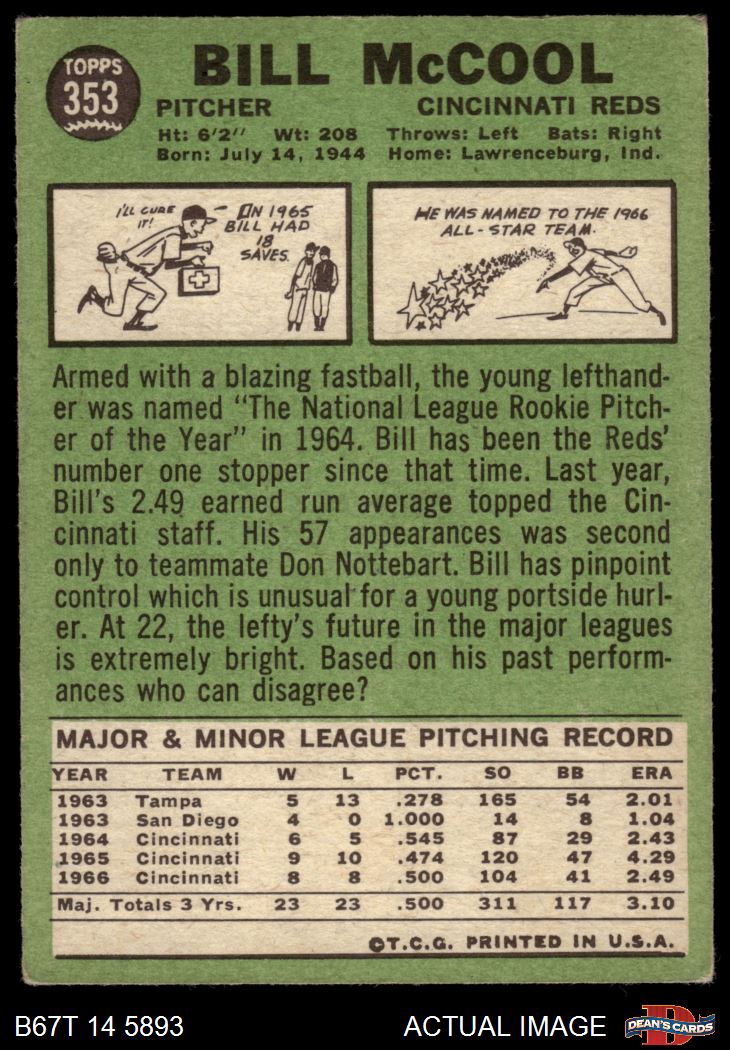 TOPPS
353
BILL McCOOL
PITCHER CINCINNATI REDS
Ht: 6'2" Wt: 208 Throws: Left Bats: Right
Born: July 14, 1944 Home: Lawrenceburg, Ind.
I'LL CURE
IT!
IN 1965
BILL HAD
18
SAVES.
HE WAS NAMED TO THE 1966
ALL-STAR TEAM.
Armed with a blazing fastball, the young lefthand-
er was named "The National League Rookie Pitch-
er of the Year" in 1964. Bill has been the Reds'
number one stopper since that time. Last year,
Bill's 2.49 earned run average topped the Cin-
cinnati staff. His 57 appearances was second
only to teammate Don Nottebart. Bill has pinpoint
control which is unusual for a young portside hurl-
er. At 22, the lefty's future in the major leagues
is extremely bright. Based on his past perform-
ances who can disagree?
MAJOR & MINOR LEAGUE PITCHING RECORD
YEAR TEAM W L PCT. SO BB ERA
1963 Tampa 5 13 .278 165 54 2.01
1963 San Diego 4 0 1.000 14 8 1.04
1964 Cincinnati 6 5 .545 87 29 2.43
1965 Cincinnati 9 10 .474 120 47 4.29
1966 Cincinnati 8 8 .500 104 41 2.49
Maj. Totals 3 Yrs. 23 23 .500 311 117 3.10
©T.C.G. PRINTED IN U.S.A.
B67T 14 5893 ACTUAL IMAGE
D
DEAN'S CARDS